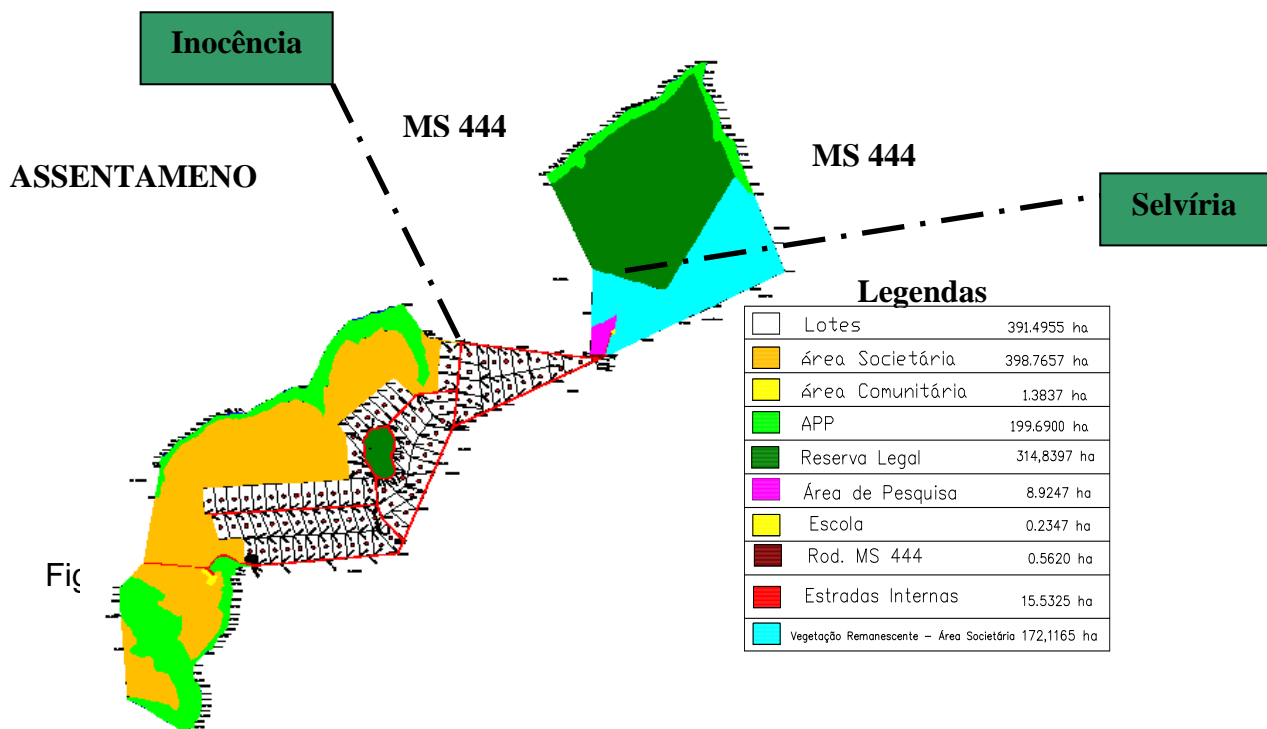 Inocência
MS 444
ASSENTAMENO
MS 444
Selvíria
Legendas
Lotes 391.4955 ha
área Societária 398.7657 ha
área Comunitária 1.3837 ha
APP 199.6900 ha
Reserva Legal 314,8397 ha
Área de Pesquisa 8.9247 ha
Escola 0.2347 ha
Rod. MS 444 0.5620 ha
Estradas Internas 15.5325 ha
Vegetação Remanescente - Área Societária 172,1165 ha
Fig